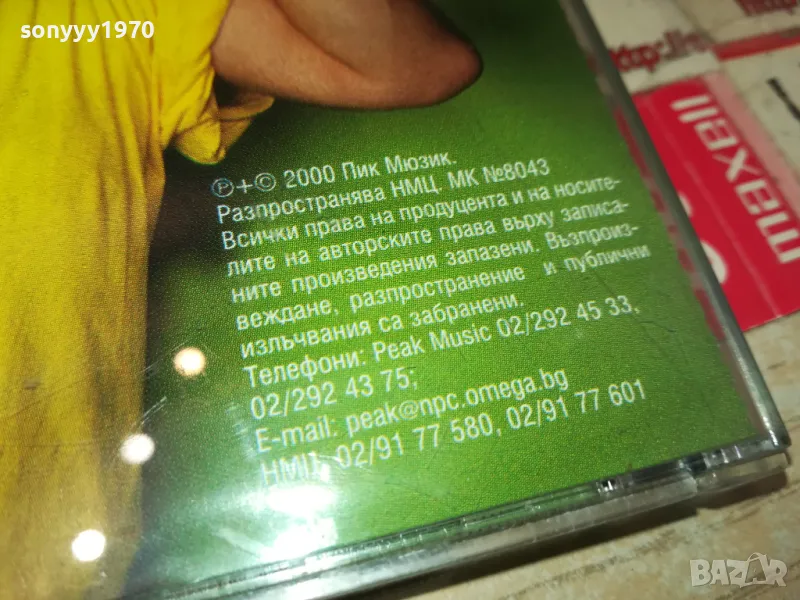 sonyyy1970
℗+© 2000 Пик Мюзик.
Разпространява НМЦ. МК №8043
Всички права на продуцента и на носите-
лите на авторските права върху записа-
ните произведения запазени. Възпроиз-
веждане, разпространение и публични
излъчвания са забранени.
Телефони: Peak Music 02/292 45 33,
02/292 43 75;
E-mail: peak@npc.omega.bg
НМЦ, 02/91 77 580, 02/91 77 601
maxell
BAZAR